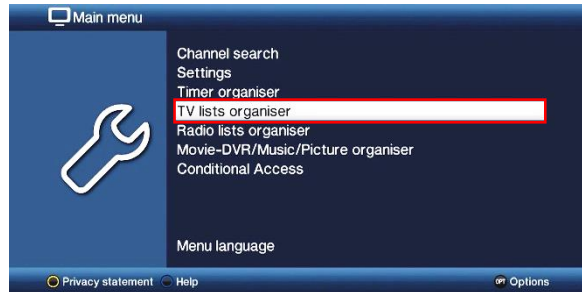 Main menu
Channel search
Settings
Timer organiser
TV lists organiser
Radio lists organiser
Movie-DVR/Music/Picture organiser
Conditional Access
Menu language
Privacy statement Help OPT Options